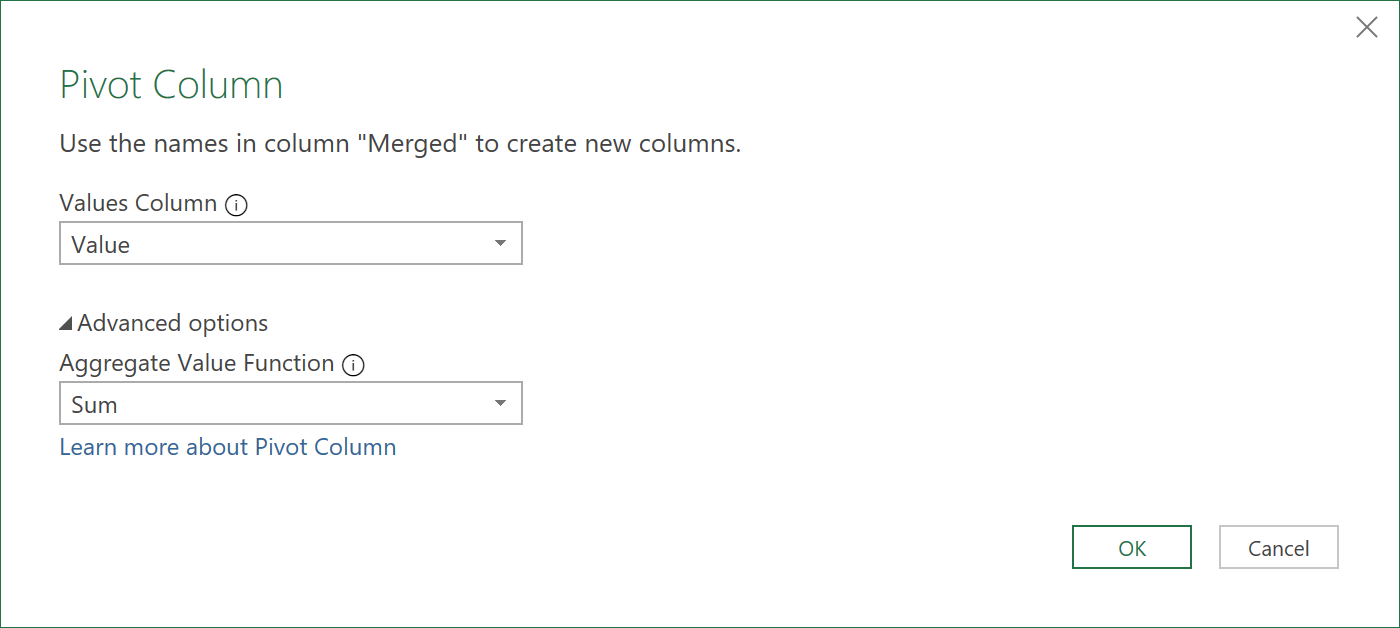 Pivot Column
Use the names in column "Merged" to create new columns.
Values Column
Value
Advanced options
Aggregate Value Function
Sum
Learn more about Pivot Column
OK Cancel